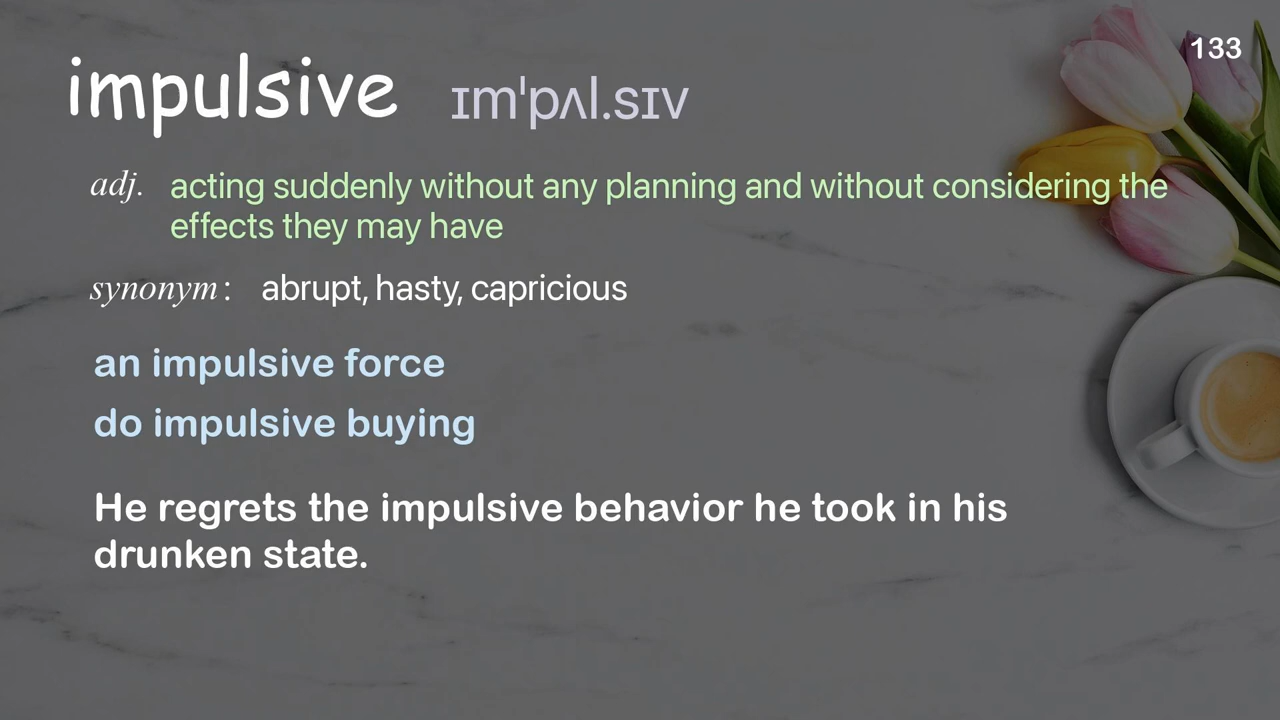 133
impulsive ɪmˈpʌl.sɪv
adj. acting suddenly without any planning and without considering the
effects they may have
synonym: abrupt, hasty, capricious
an impulsive force
do impulsive buying
He regrets the impulsive behavior he took in his
drunken state.